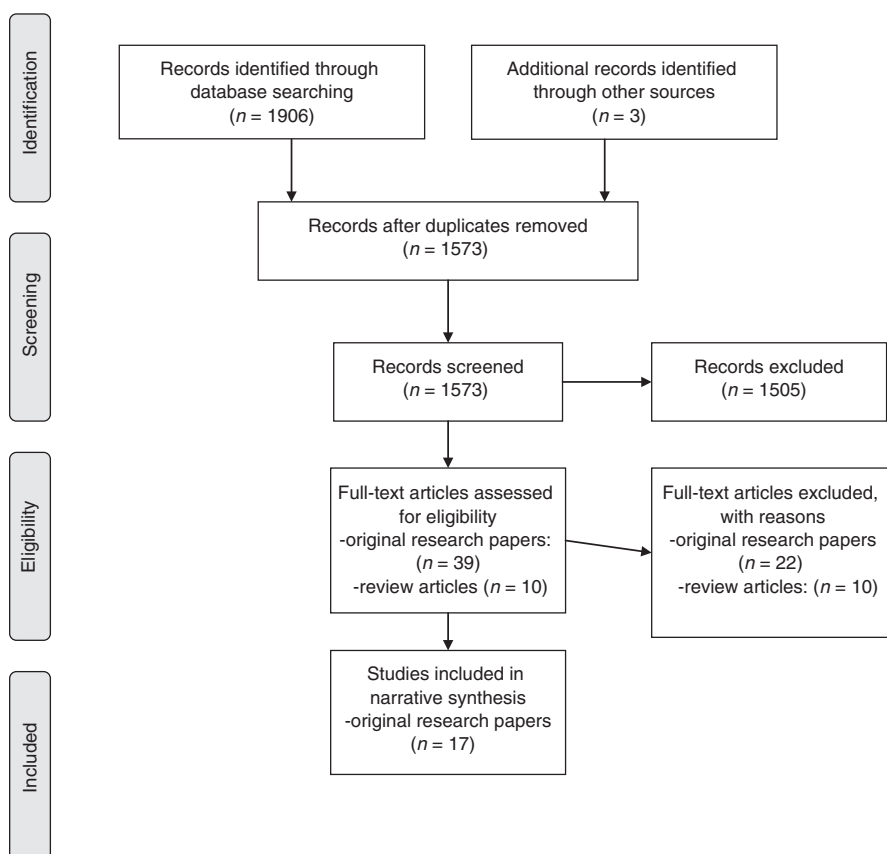 Identification
Records identified through
database searching
(n = 1906)
Additional records identified
through other sources
(n = 3)
Records after duplicates removed
(n = 1573)
Screening
Records screened
(n = 1573)
Records excluded
(n = 1505)
Eligibility
Full-text articles assessed
for eligibility
-original research papers:
(n = 39)
-review articles (n = 10)
Full-text articles excluded,
with reasons
-original research papers
(n = 22)
-review articles: (n = 10)
Included
Studies included in
narrative synthesis
-original research papers
(n = 17)